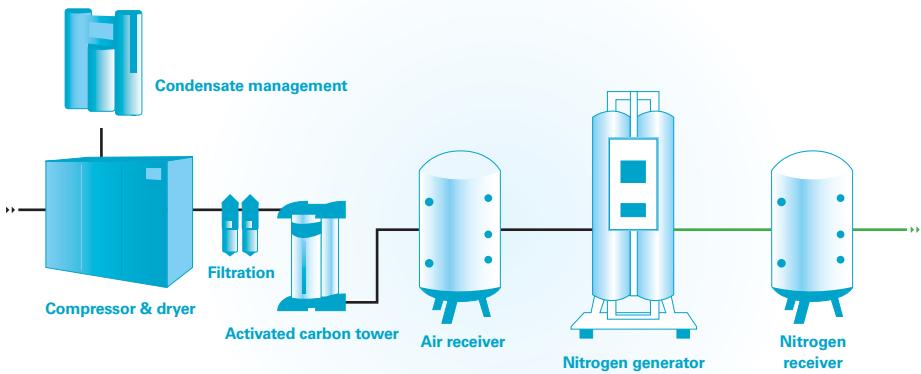 Condensate management
Filtration
Compressor & dryer
Activated carbon tower
Air receiver
Nitrogen generator
Nitrogen
receiver